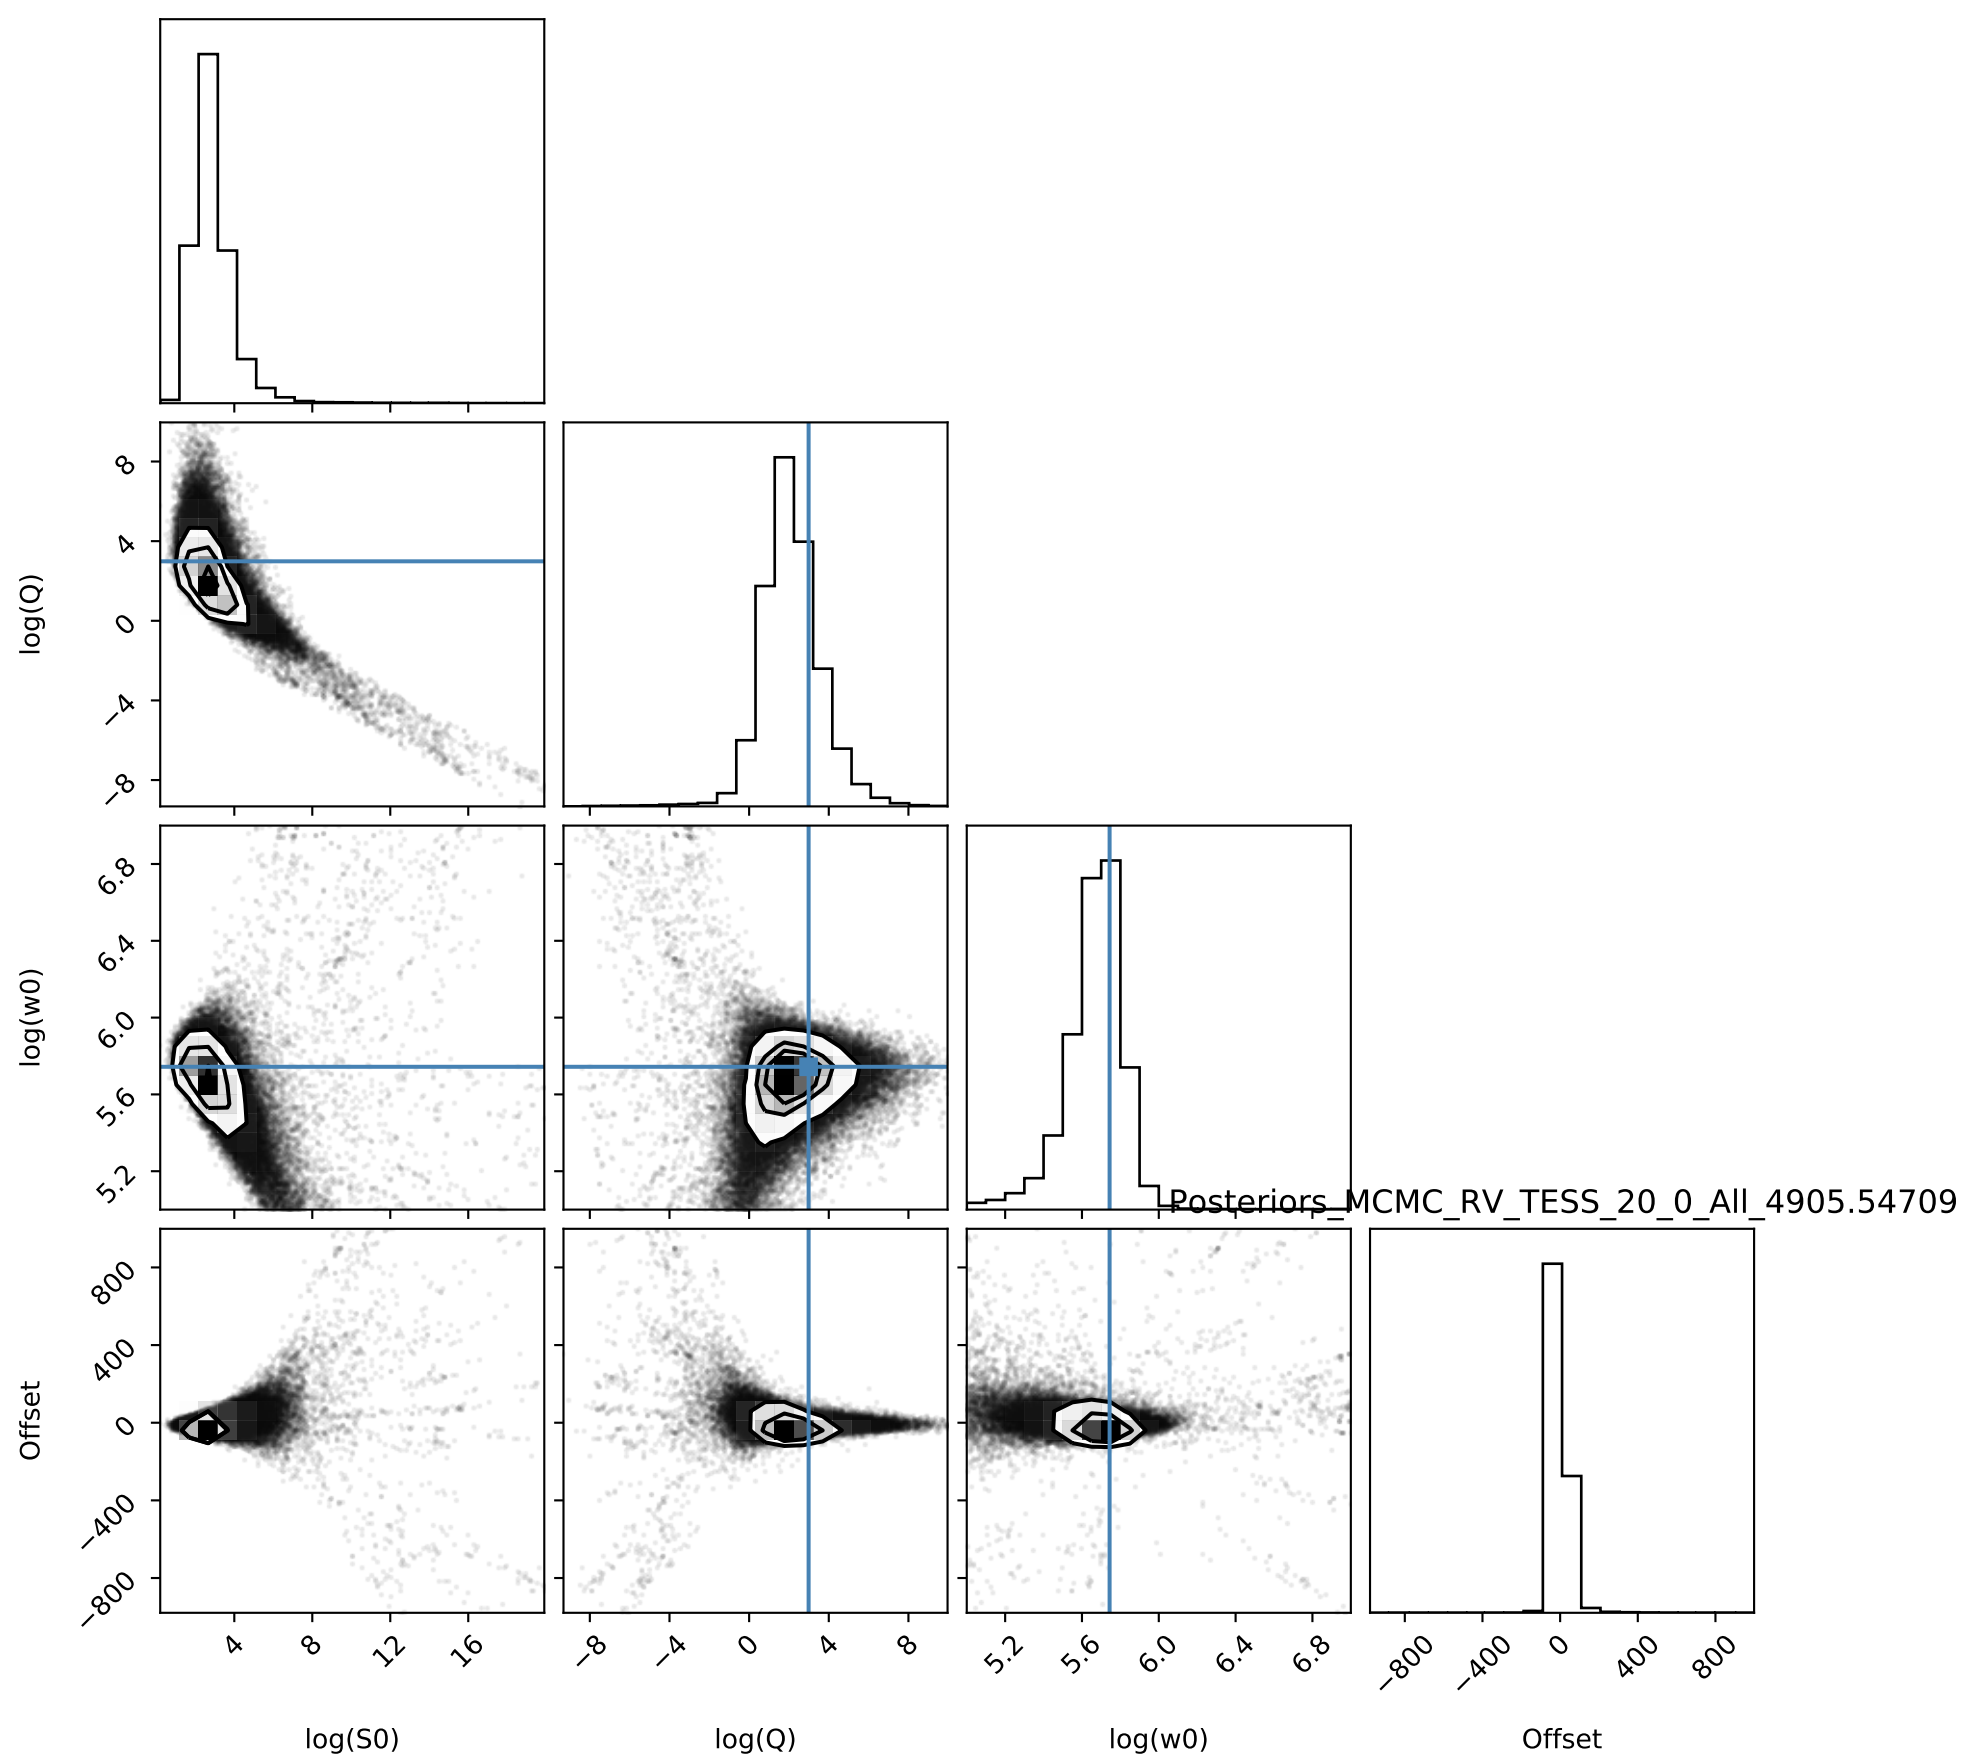 8
4
0
−4
−8
log(Q)
6.8
6.4
6.0
5.6
5.2
log(w0)
Posteriors_MCMC_RV_TESS_20_0_All_4905.54709
800
400
0
−400
−800
Offset
4 8 12 16
−8 −4 0 4 8
5.2 5.6 6.0 6.4 6.8
−800 −400 0 400 800
log(S0) log(Q) log(w0) Offset